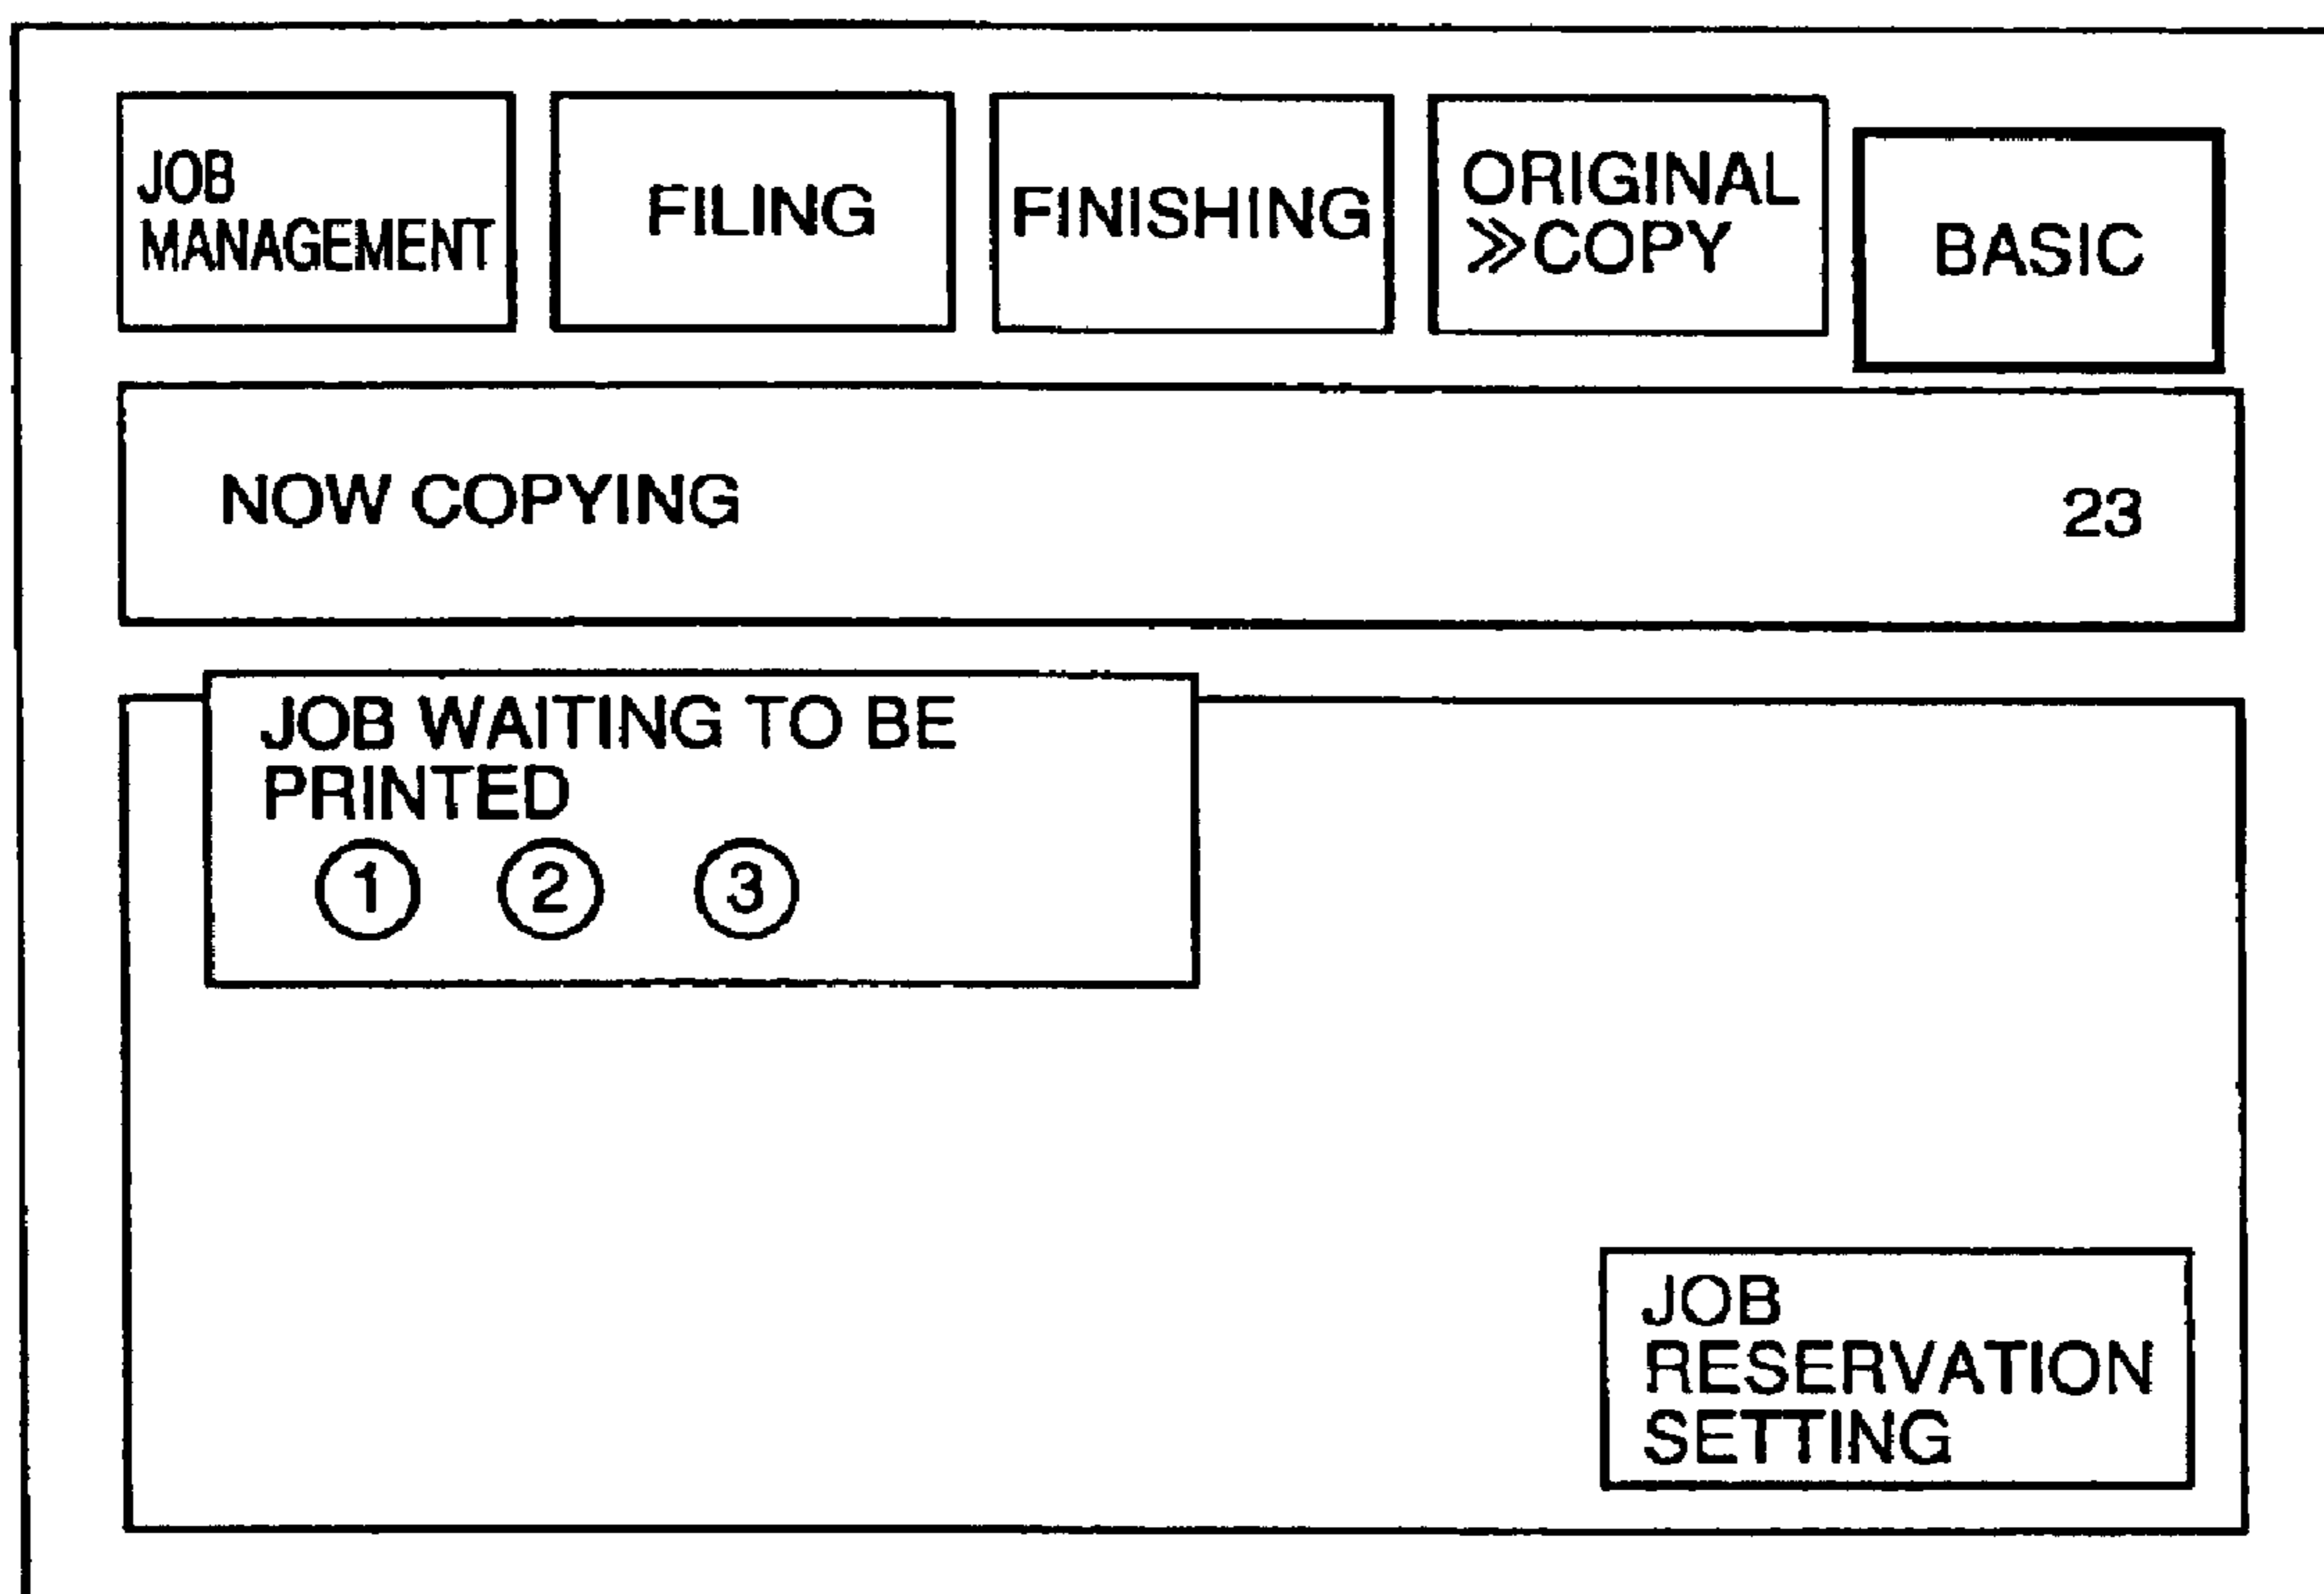 JOB
MANAGEMENT
FILING
FINISHING
ORIGINAL
≫COPY
BASIC
NOW COPYING 23
JOB WAITING TO BE
PRINTED
① ② ③
JOB
RESERVATION
SETTING